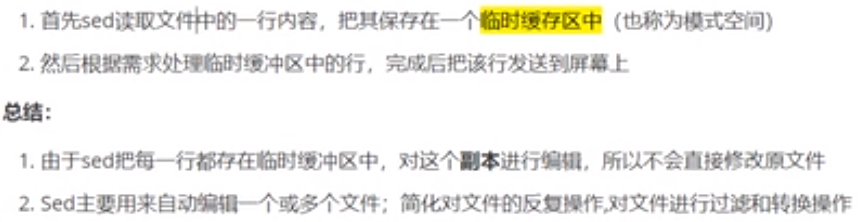 1. 首先sed读取文件中的一行内容，把其保存在一个临时缓存区中（也称为模式空间）
2. 然后根据需求处理临时缓冲区中的行，完成后把该行发送到屏幕上
总结：
1. 由于sed把每一行都存在临时缓冲区中，对这个副本进行编辑，所以不会直接修改原文件
2. Sed主要用来自动编辑一个或多个文件；简化对文件的反复操作,对文件进行过滤和转换操作